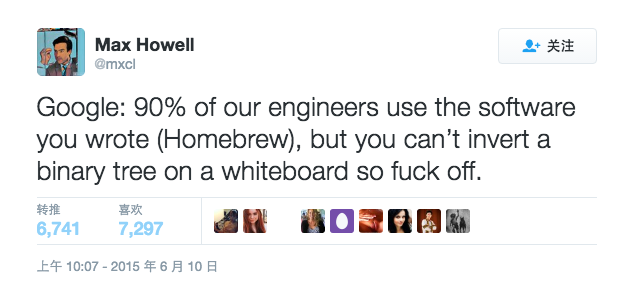 Max Howell
@mxcl
关注
Google: 90% of our engineers use the software
you wrote (Homebrew), but you can’t invert a
binary tree on a whiteboard so fuck off.
转推 喜欢
6,741 7,297
上午 10:07 - 2015 年 6 月 10 日